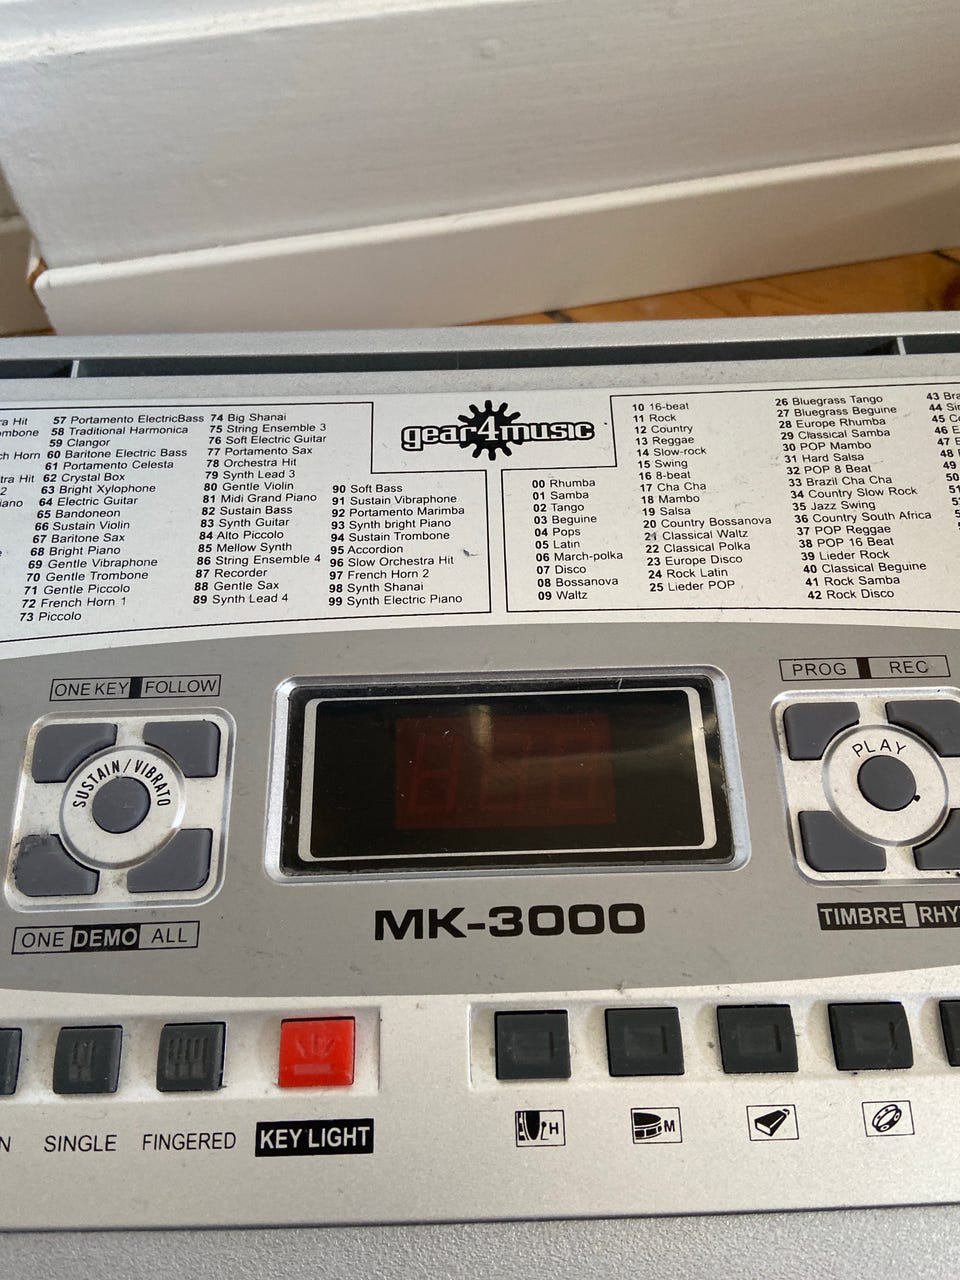 ra Hit
mbone
ch Horn
ra Hit
2
iano
57 Portamento ElectricBass
58 Traditional Harmonica
59 Clangor
60 Baritone Electric Bass
61 Portamento Celesta
62 Crystal Box
63 Bright Xylophone
64 Electric Guitar
65 Bandoneon
66 Sustain Violin
67 Baritone Sax
68 Bright Piano
69 Gentle Vibraphone
70 Gentle Trombone
71 Gentle Piccolo
72 French Horn 1
73 Piccolo
74 Big Shanai
75 String Ensemble 3
76 Soft Electric Guitar
77 Portamento Sax
78 Orchestra Hit
79 Synth Lead 3
80 Gentle Violin
81 Midi Grand Piano
82 Sustain Bass
83 Synth Guitar
84 Alto Piccolo
85 Mellow Synth
86 String Ensemble 4
87 Recorder
88 Gentle Sax
89 Synth Lead 4
90 Soft Bass
91 Sustain Vibraphone
92 Portamento Marimba
93 Synth bright Piano
94 Sustain Trombone
95 Accordion
96 Slow Orchestra Hit
97 French Horn 2
98 Synth Shanai
99 Synth Electric Piano
gear4music
00 Rhumba
01 Samba
02 Tango
03 Beguine
04 Pops
05 Latin
06 March-polka
07 Disco
08 Bossanova
09 Waltz
10 16-beat
11 Rock
12 Country
13 Reggae
14 Slow-rock
15 Swing
16 8-beat
17 Cha Cha
18 Mambo
19 Salsa
20 Country Bossanova
21 Classical Waltz
22 Classical Polka
23 Europe Disco
24 Rock Latin
25 Lieder POP
26 Bluegrass Tango
27 Bluegrass Beguine
28 Europe Rhumba
29 Classical Samba
30 POP Mambo
31 Hard Salsa
32 POP 8 Beat
33 Brazil Cha Cha
34 Country Slow Rock
35 Jazz Swing
36 Country South Africa
37 POP Reggae
38 POP 16 Beat
39 Lieder Rock
40 Classical Beguine
41 Rock Samba
42 Rock Disco
43 Bra
44 Sir
45 Co
46 E
47 E
48
49
50
ONE KEY FOLLOW
SUSTAIN/VIBRATO
ONE DEMO ALL
MK-3000
PROG REC
PLAY
TIMBRE RHY
N SINGLE FINGERED KEY LIGHT
H
M